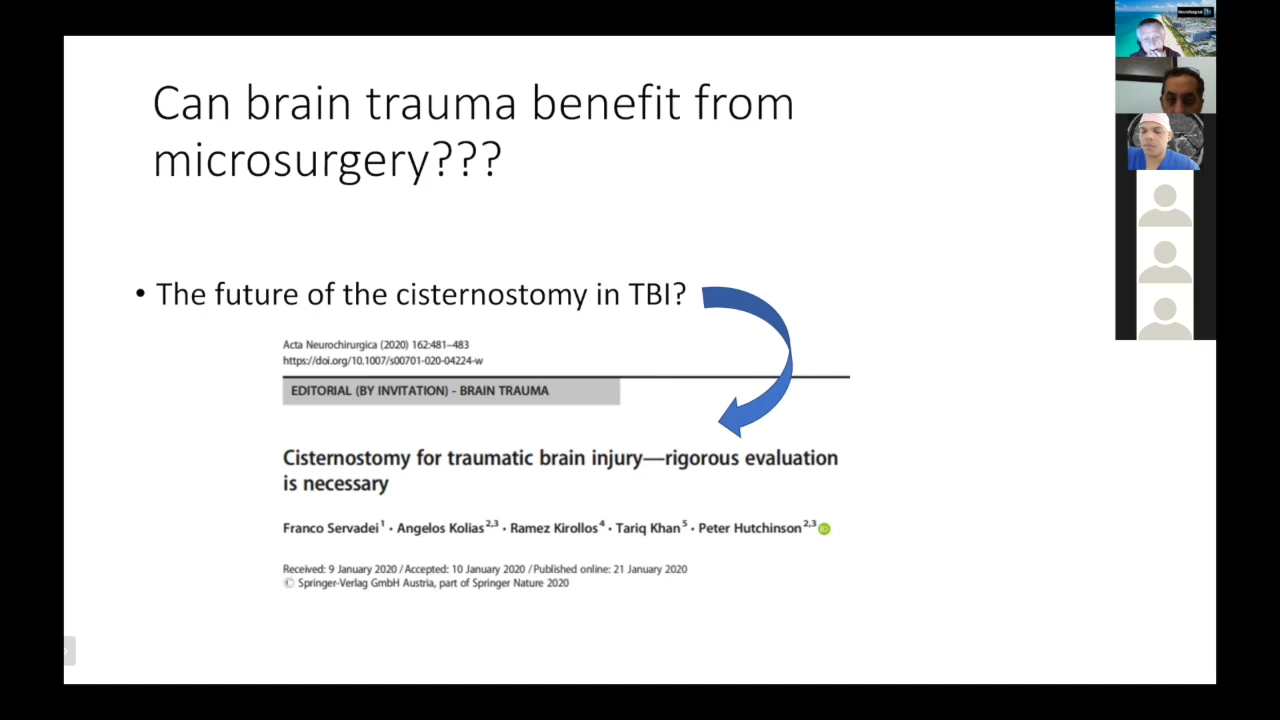 Can brain trauma benefit from
microsurgery???
• The future of the cisternostomy in TBI?
Acta Neurochirurgica (2020) 162:481–483
https://doi.org/10.1007/s00701-020-04224-w
EDITORIAL (BY INVITATION) - BRAIN TRAUMA
Cisternostomy for traumatic brain injury—rigorous evaluation
is necessary
Franco Servadei1 · Angelos Kolias2,3 · Ramez Kirollos4 · Tariq Khan5 · Peter Hutchinson2,3 iD
Received: 9 January 2020 / Accepted: 10 January 2020 / Published online: 21 January 2020
© Springer-Verlag GmbH Austria, part of Springer Nature 2020